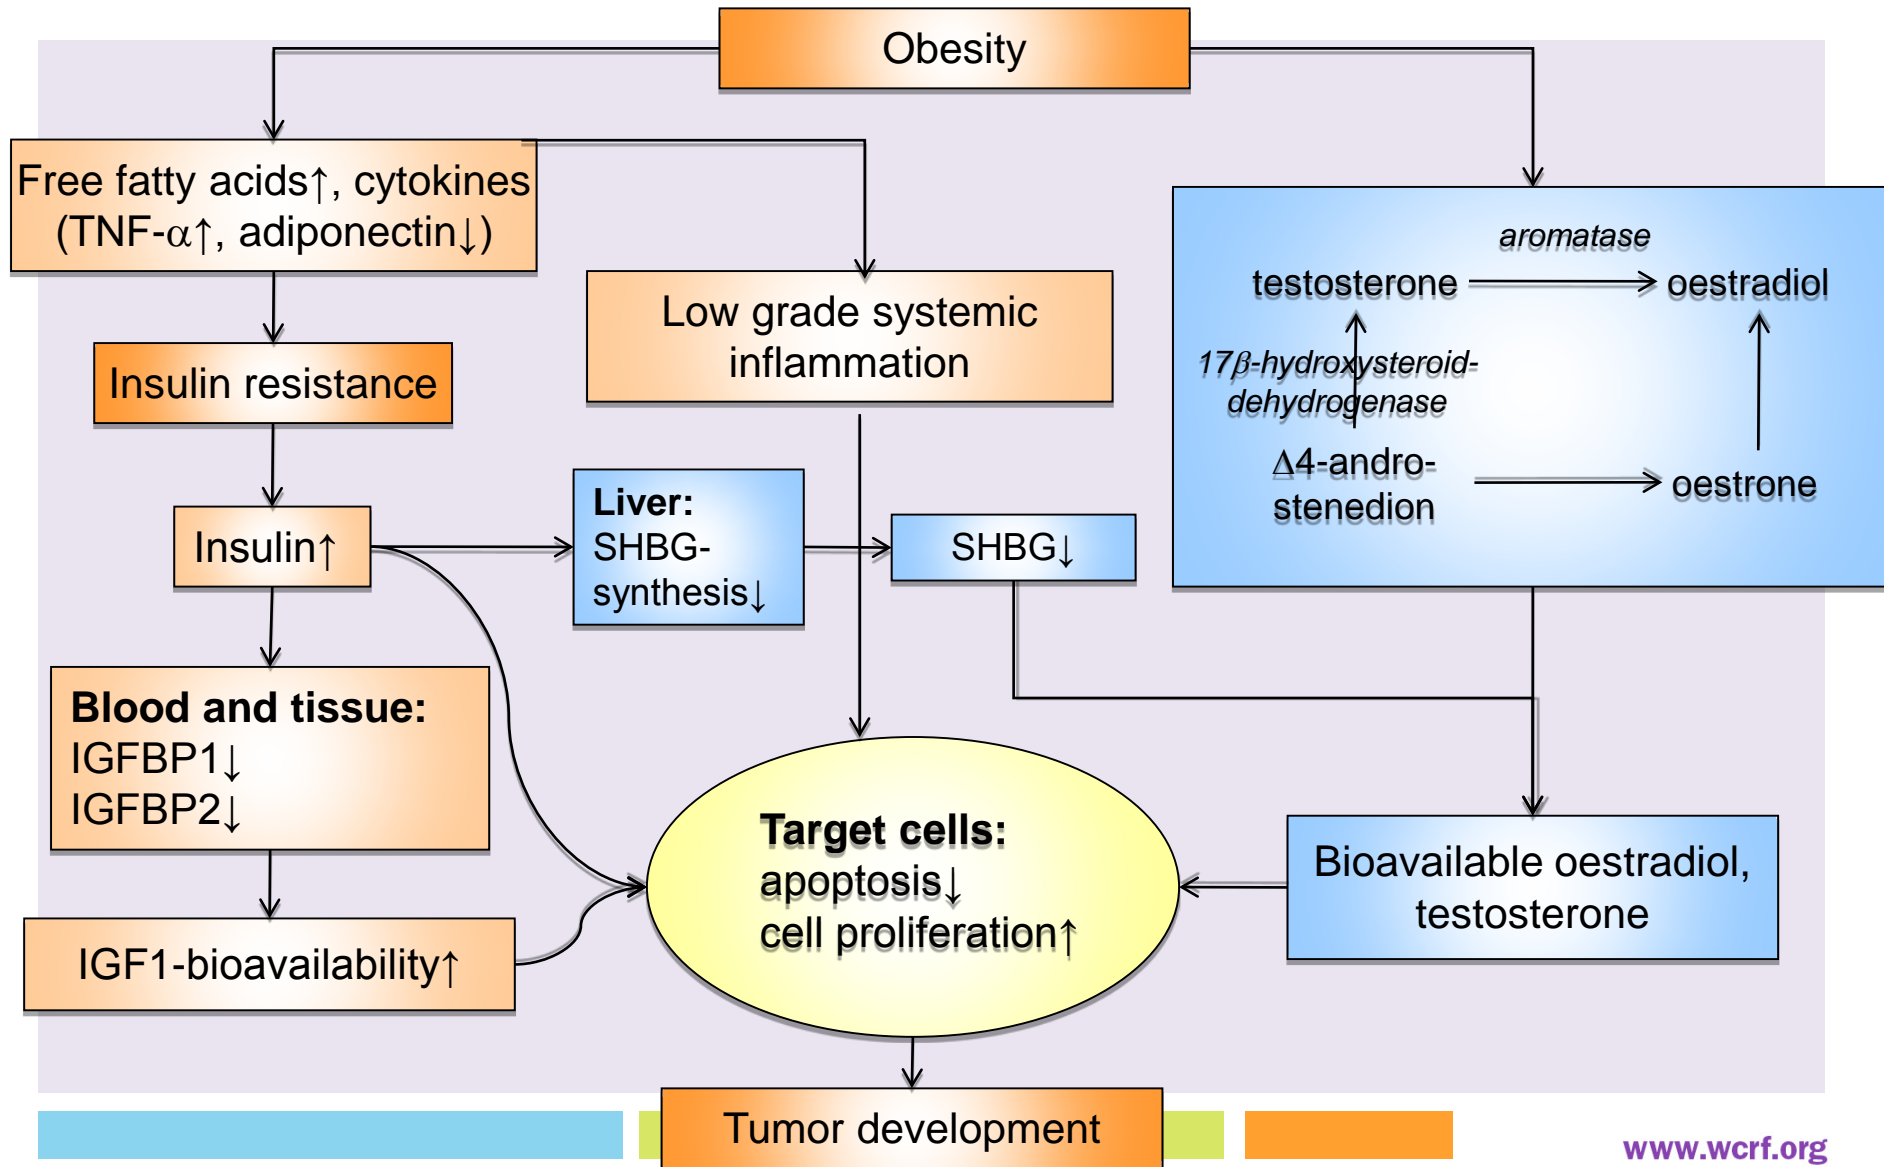 Obesity
Free fatty acids↑, cytokines
(TNF-α↑, adiponectin↓)
Low grade systemic
inflammation
aromatase
testosterone
oestradiol
17β-hydroxysteroid-
dehydrogenase
Δ4-andro-
stenedion
oestrone
Insulin resistance
Insulin↑
Liver:
SHBG-
synthesis↓
SHBG↓
Blood and tissue:
IGFBP1↓
IGFBP2↓
IGF1-bioavailability↑
Target cells:
apoptosis↓
cell proliferation↑
Bioavailable oestradiol,
testosterone
Tumor development
www.wcrf.org